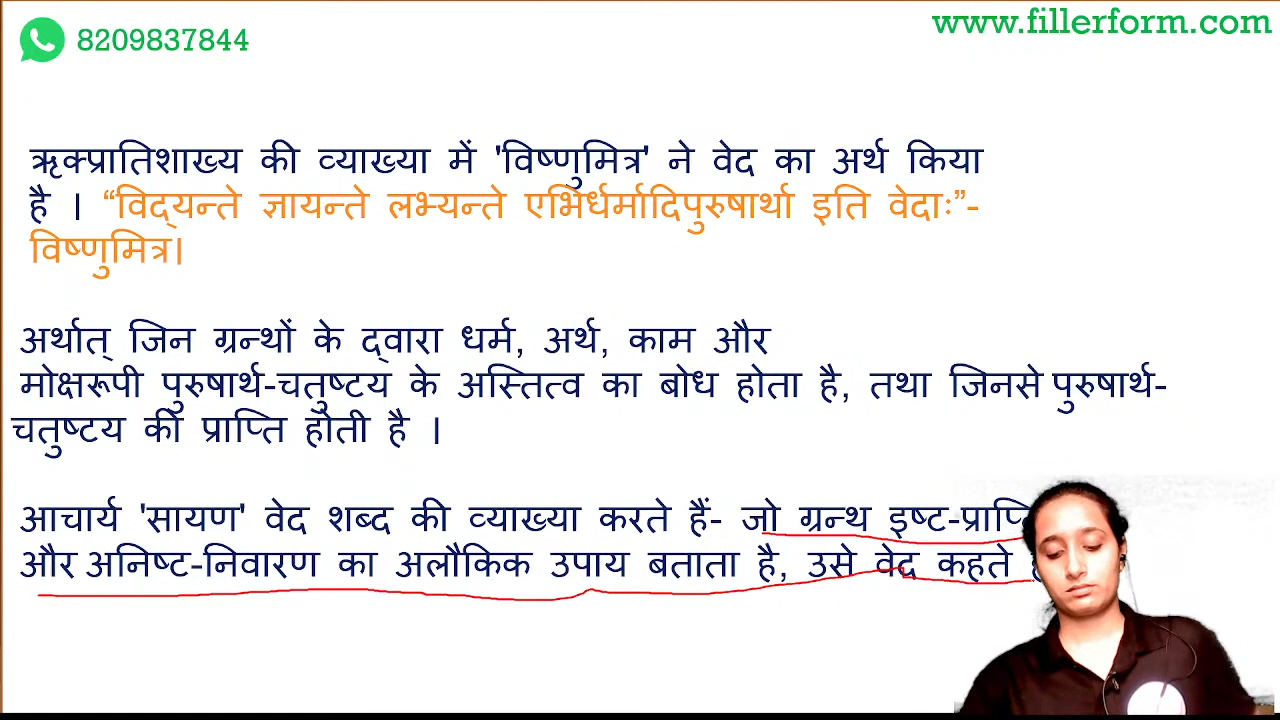 8209837844
www.fillerform.com
ऋक्प्रातिशाख्य की व्याख्या में 'विष्णुमित्र' ने वेद का अर्थ किया
है । “विद्यन्ते ज्ञायन्ते लभ्यन्ते एभिर्धर्मादिपुरुषार्था इति वेदाः”-
विष्णुमित्र।
अर्थात् जिन ग्रन्थों के द्वारा धर्म, अर्थ, काम और
मोक्षरूपी पुरुषार्थ-चतुष्टय के अस्तित्व का बोध होता है, तथा जिनसे पुरुषार्थ-
चतुष्टय की प्राप्ति होती है ।
आचार्य 'सायण' वेद शब्द की व्याख्या करते हैं- जो ग्रन्थ
और अनिष्ट-निवारण का अलौकिक उपाय बताता है, उसे वेद कहते